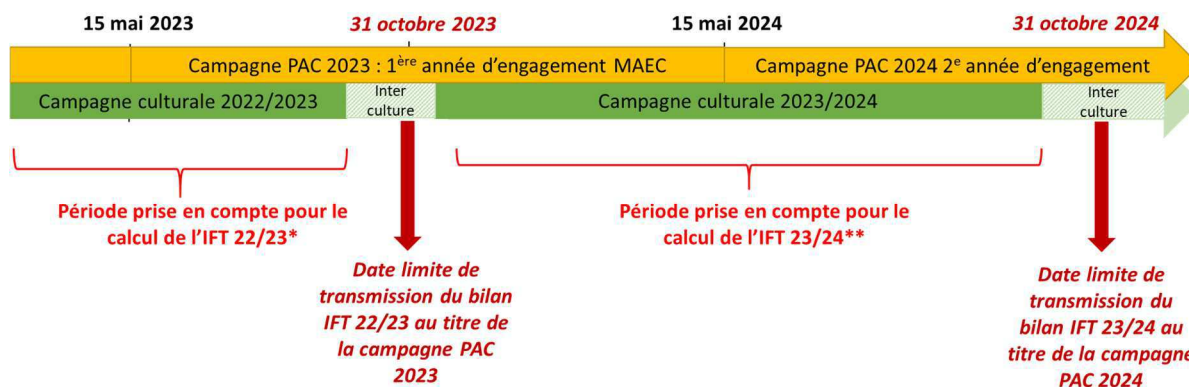 15 mai 2023
31 octobre 2023
15 mai 2024
31 octobre 2024
Campagne PAC 2023 : 1ère année d'engagement MAEC
Campagne PAC 2024 2e année d'engagement
Campagne culturale 2022/2023
Inter
culture
Campagne culturale 2023/2024
Inter
culture
Période prise en compte pour le
calcul de l'IFT 22/23*
Période prise en compte pour le
calcul de l'IFT 23/24**
Date limite de
transmission du bilan
IFT 22/23 au titre de
la campagne PAC
2023
Date limite de
transmission du
bilan IFT 23/24 au
titre de la campagne
PAC 2024